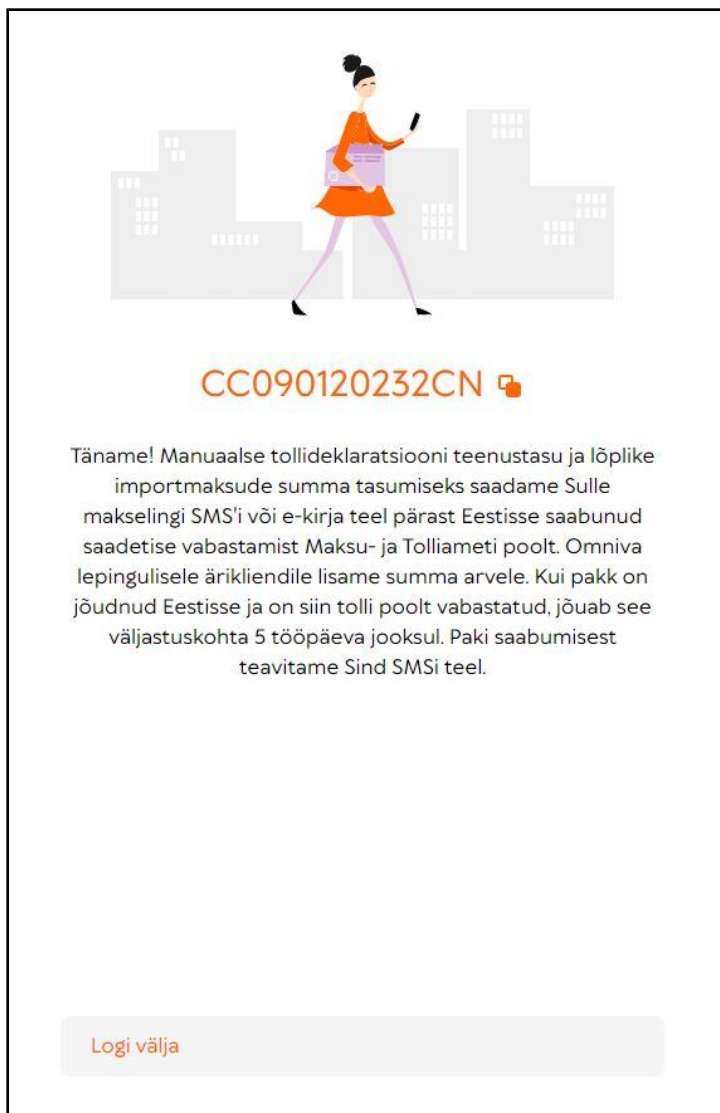 CC090120232CN
Täname! Manuaalse tollideklaratsiooni teenustasu ja lõplike
importmaksude summa tasumiseks saadame Sulle
makselingi SMS'i või e-kirja teel pärast Eestisse saabunud
saadetise vabastamist Maksu- ja Tolliameti poolt. Omniva
lepingulisele ärikliendile lisame summa arvele. Kui pakk on
jõudnud Eestisse ja on siin tolli poolt vabastatud, jõuab see
väljastuskohta 5 tööpäeva jooksul. Paki saabumisest
teavitame Sind SMSi teel.
Logi välja